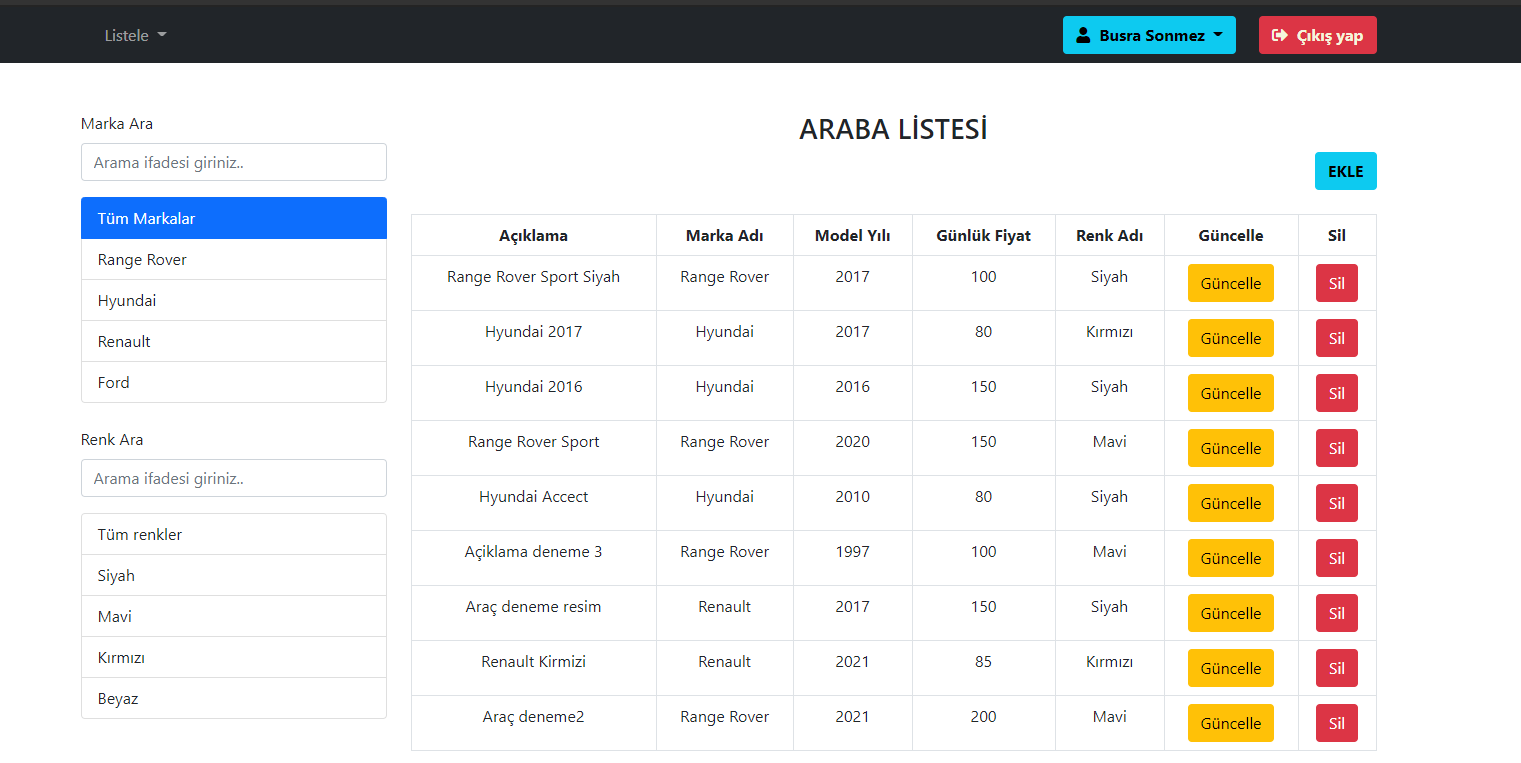 Listele
Busra Sonmez
Çıkış yap
Marka Ara
Arama ifadesi giriniz..
Tüm Markalar
Range Rover
Hyundai
Renault
Ford
Renk Ara
Arama ifadesi giriniz..
Tüm renkler
Siyah
Mavi
Kırmızı
Beyaz
ARABA LİSTESİ
EKLE
Açıklama Marka Adı Model Yılı Günlük Fiyat Renk Adı Güncelle Sil
Range Rover Sport Siyah Range Rover 2017 100 Siyah Güncelle Sil
Hyundai 2017 Hyundai 2017 80 Kırmızı Güncelle Sil
Hyundai 2016 Hyundai 2016 150 Siyah Güncelle Sil
Range Rover Sport Range Rover 2020 150 Mavi Güncelle Sil
Hyundai Accect Hyundai 2010 80 Siyah Güncelle Sil
Açiklama deneme 3 Range Rover 1997 100 Mavi Güncelle Sil
Araç deneme resim Renault 2017 150 Siyah Güncelle Sil
Renault Kirmizi Renault 2021 85 Kırmızı Güncelle Sil
Araç deneme2 Range Rover 2021 200 Mavi Güncelle Sil